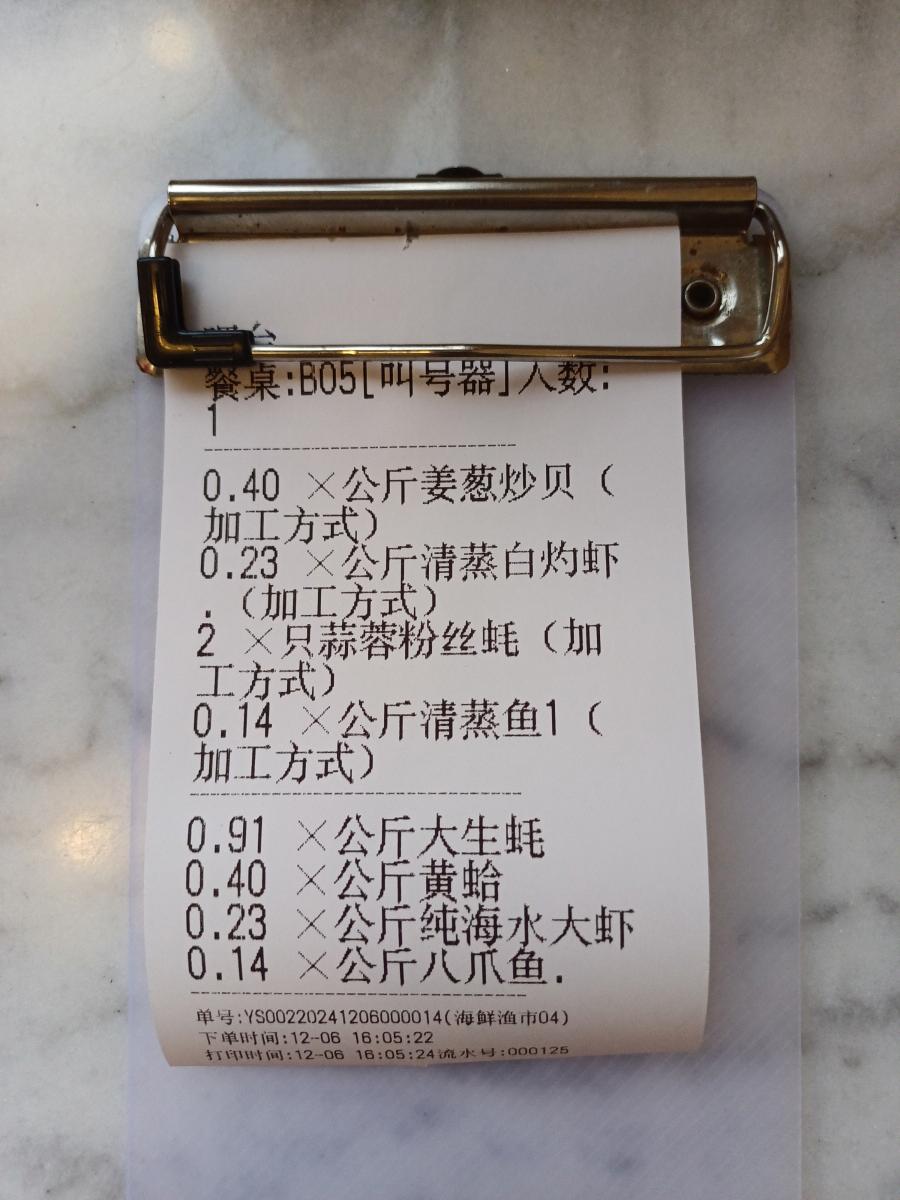 餐桌:B05[叫号器]人数:
1
0.40 ×公斤姜葱炒贝（
加工方式）
0.23 ×公斤清蒸白灼虾
.（加工方式）
2 ×只蒜蓉粉丝蚝（加
工方式）
0.14 ×公斤清蒸鱼1（
加工方式）
0.91 ×公斤大生蚝
0.40 ×公斤黄蛤
0.23 ×公斤纯海水大虾
0.14 ×公斤八爪鱼.
单号:YS00220241206000014(海鲜渔市04)
下单时间:12-06 16:05:22
打印时间:12-06 16:05:24流水号:000125